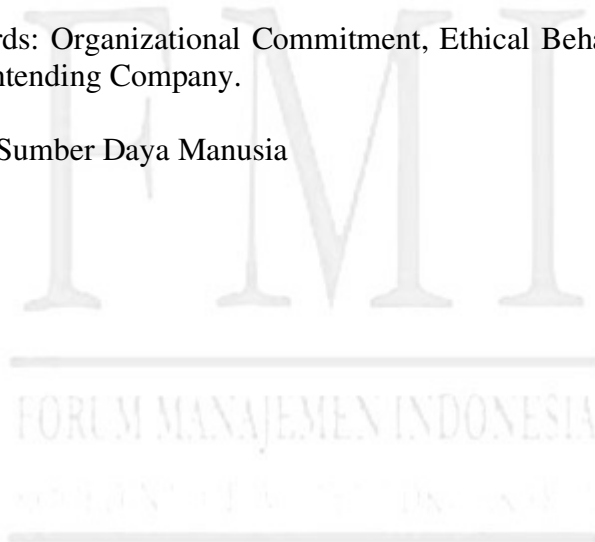 rds: Organizational Commitment, Ethical Beha
ntending Company.
Sumber Daya Manusia
FMI
FORUM MANAJEMEN INDONESIA